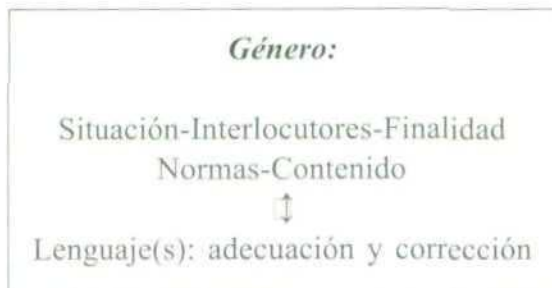 Género:
Situación-Interlocutores-Finalidad
Normas-Contenido
↕
Lenguaje(s): adecuación y corrección